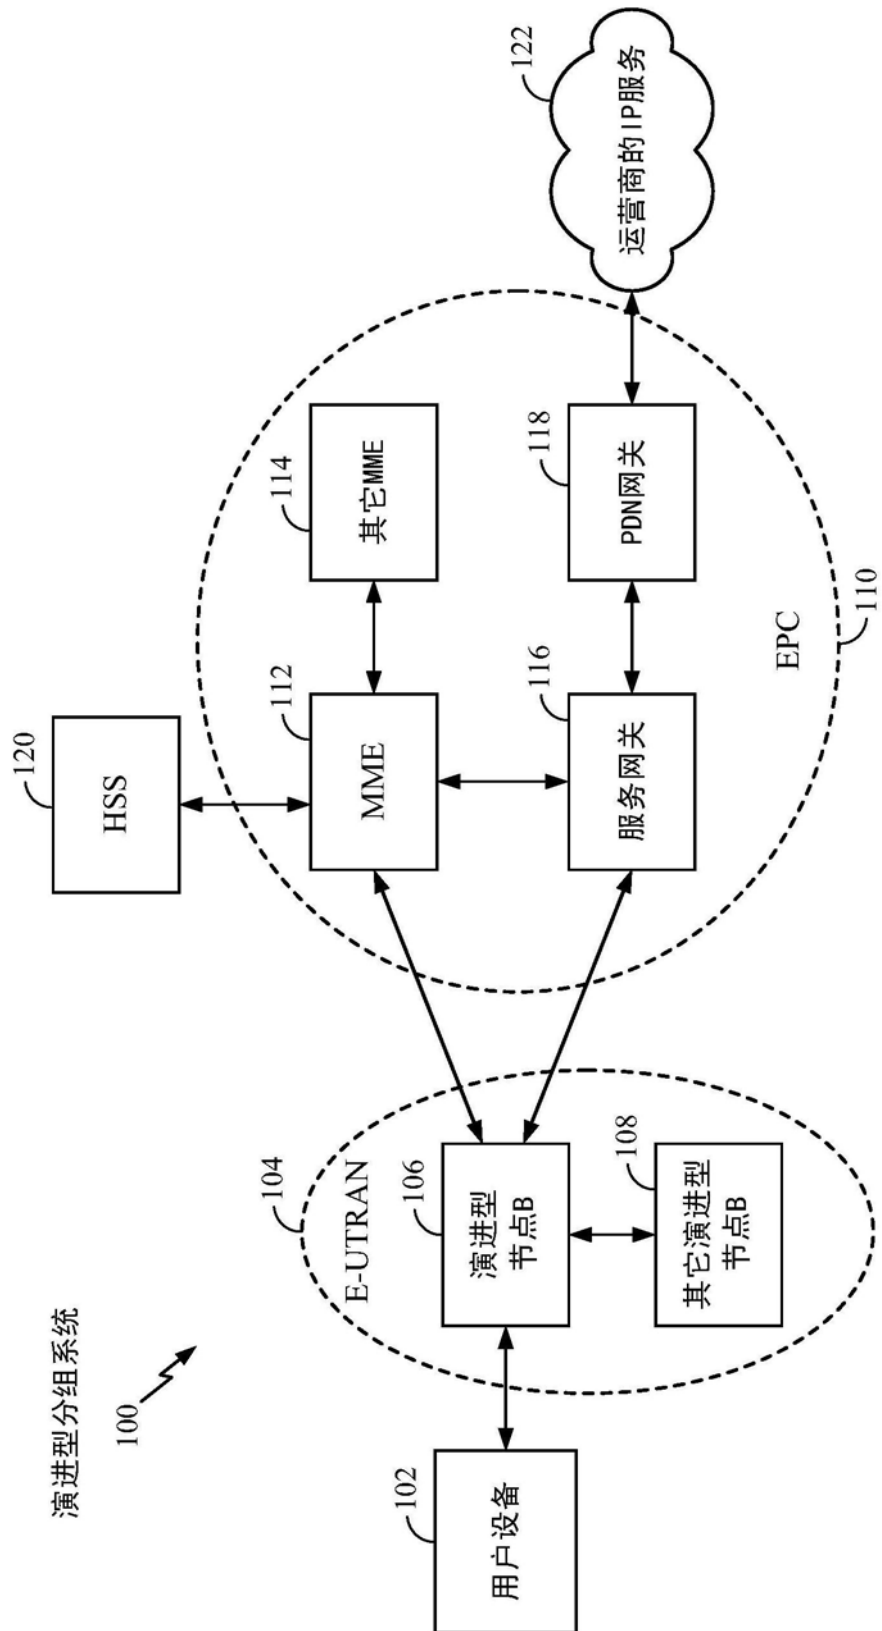 演进型分组系统
100
102
用户设备
104
E-UTRAN
106
演进型
节点B
108
其它演进型
节点B
120
HSS
112
MME
114
其它MME
116
服务网关
118
PDN网关
EPC
110
122
运营商的IP服务